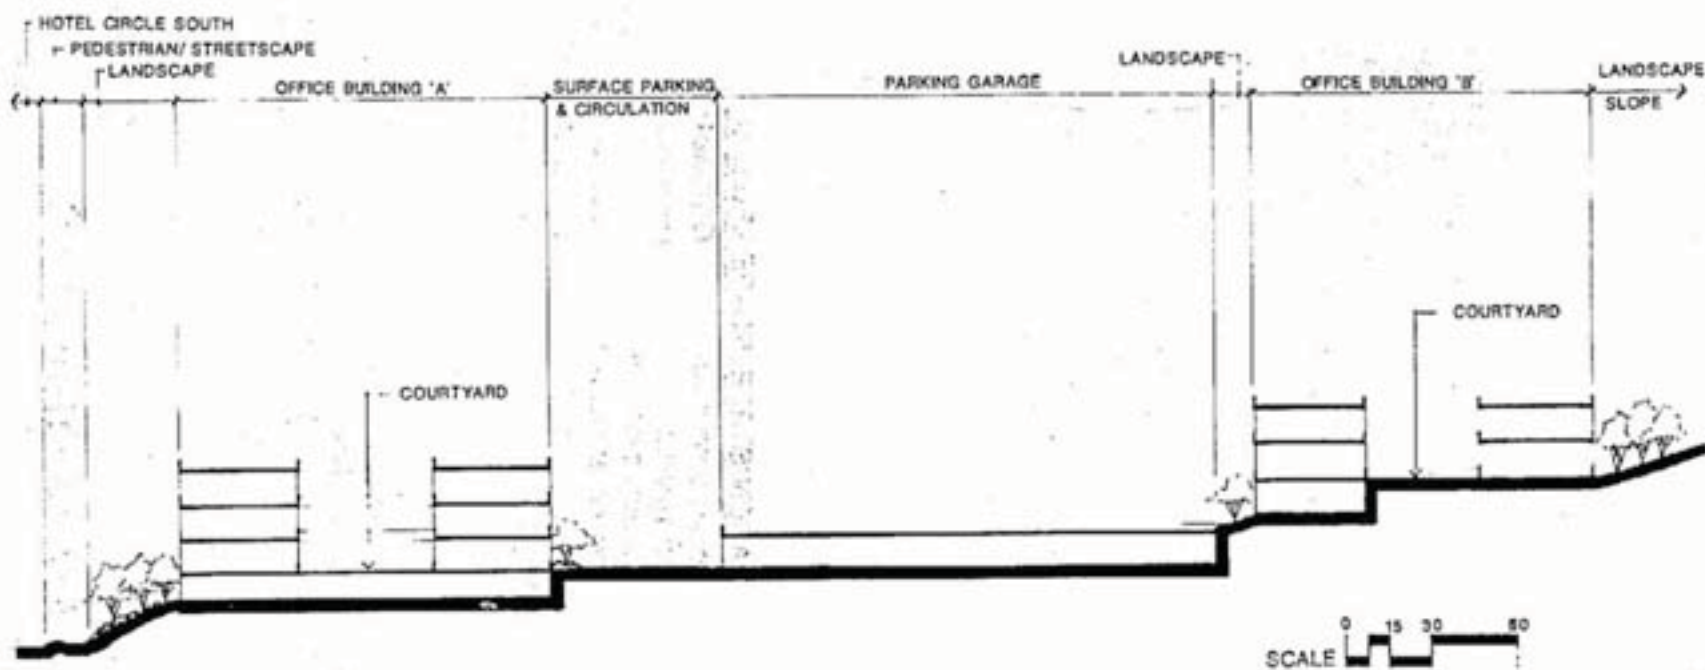 HOTEL CIRCLE SOUTH
PEDESTRIAN/ STREETSCAPE
LANDSCAPE
OFFICE BUILDING 'A'
SURFACE PARKING
& CIRCULATION
PARKING GARAGE
LANDSCAPE
OFFICE BUILDING 'B'
LANDSCAPE
SLOPE
COURTYARD
COURTYARD
0 15 30 60
SCALE